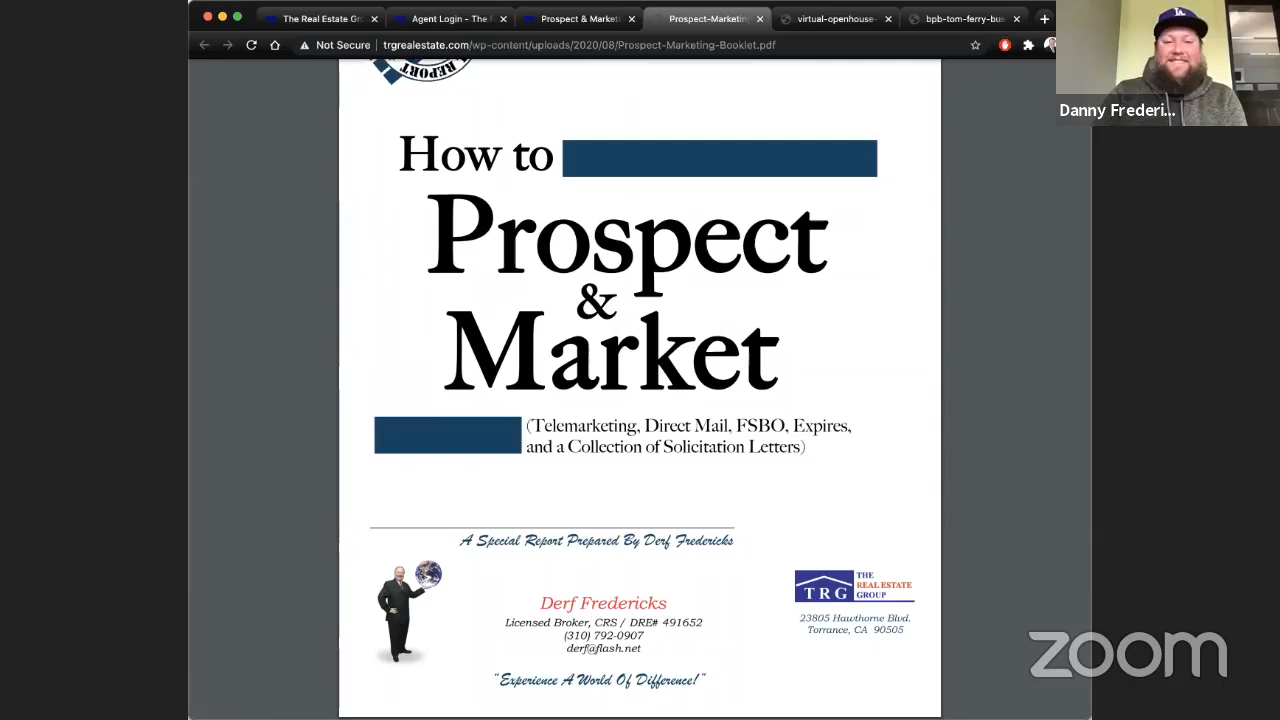 The Real Estate Gr
Agent Login - The
Prospect & Market
Prospect-Marketin
virtual-openhouse-
bpb-tom-ferry-bus
Not Secure
trgrealestate.com/wp-content/uploads/2020/08/Prospect-Marketing-Booklet.pdf
LA
Danny Frederi...
REPORT
How to
Prospect
&
Market
(Telemarketing, Direct Mail, FSBO, Expires,
and a Collection of Solicitation Letters)
A Special Report Prepared By Derf Fredericks
Derf Fredericks
Licensed Broker, CRS / DRE# 491652
(310) 792-0907
derf@flash.net
"Experience A World Of Difference!"
TRG
THE
REAL ESTATE
GROUP
23805 Hawthorne Blvd.
Torrance, CA 90505
zoom